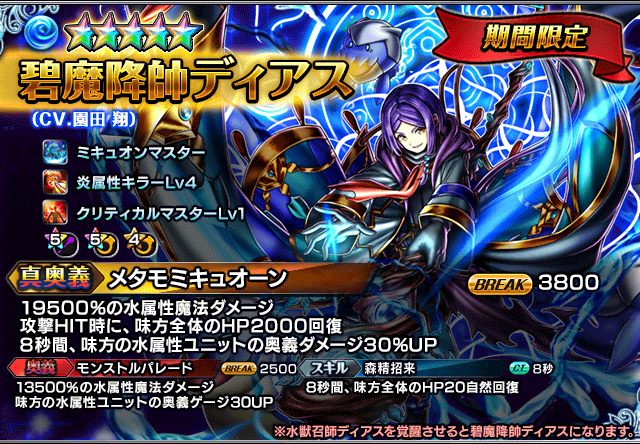 期間限定
碧魔降帥ディアス
(CV.園田 翔)
ミキュオンマスター
炎属性キラーLv4
クリティカルマスターLv1
5 5 4
真奥義 メタモミキュオーン BREAK 3800
19500%の水属性魔法ダメージ
攻撃HIT時に、味方全体のHP2000回復
8秒間、味方の水属性ユニットの奥義ダメージ30%UP
奥義 モンストルパレード BREAK 2500 スキル 森精招来 CT 8秒
13500%の水属性魔法ダメージ 8秒間、味方全体のHP20自然回復
味方の水属性ユニットの奥義ゲージ30UP
※水獣召師ディアスを覚醒させると碧魔降帥ディアスになります。